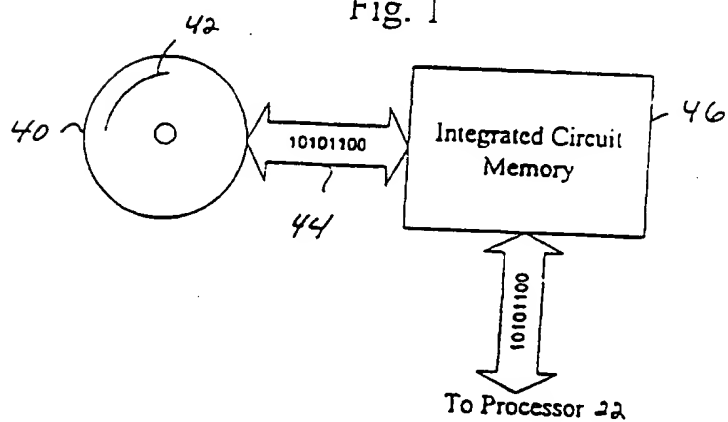 Fig. 1
42
40
10101100
44
Integrated Circuit
Memory
46
10101100
To Processor 22